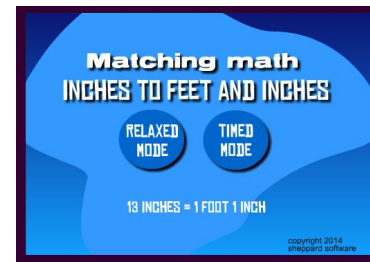 Matching math
INCHES TO FEET AND INCHES
RELAXED
MODE
TIMED
MODE
13 INCHES = 1 FOOT 1 INCH
copyright 2014
sheppard software